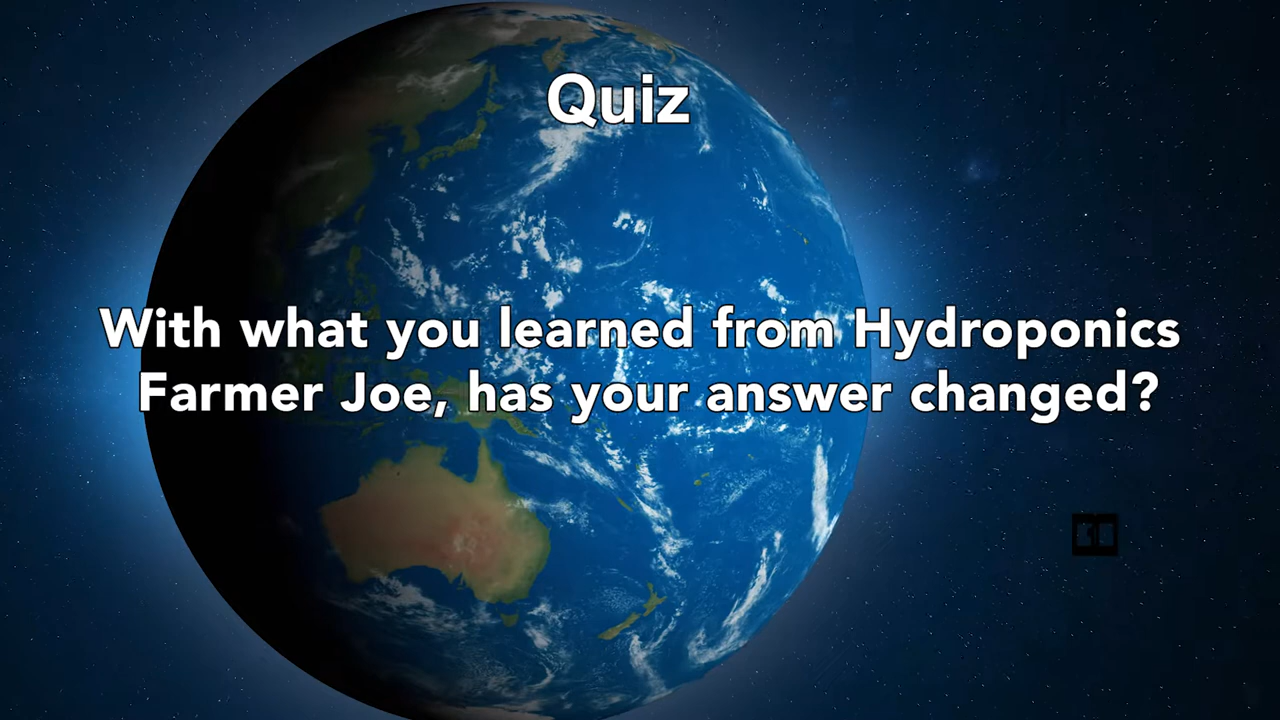 Quiz
With what you learned from Hydroponics
Farmer Joe, has your answer changed?